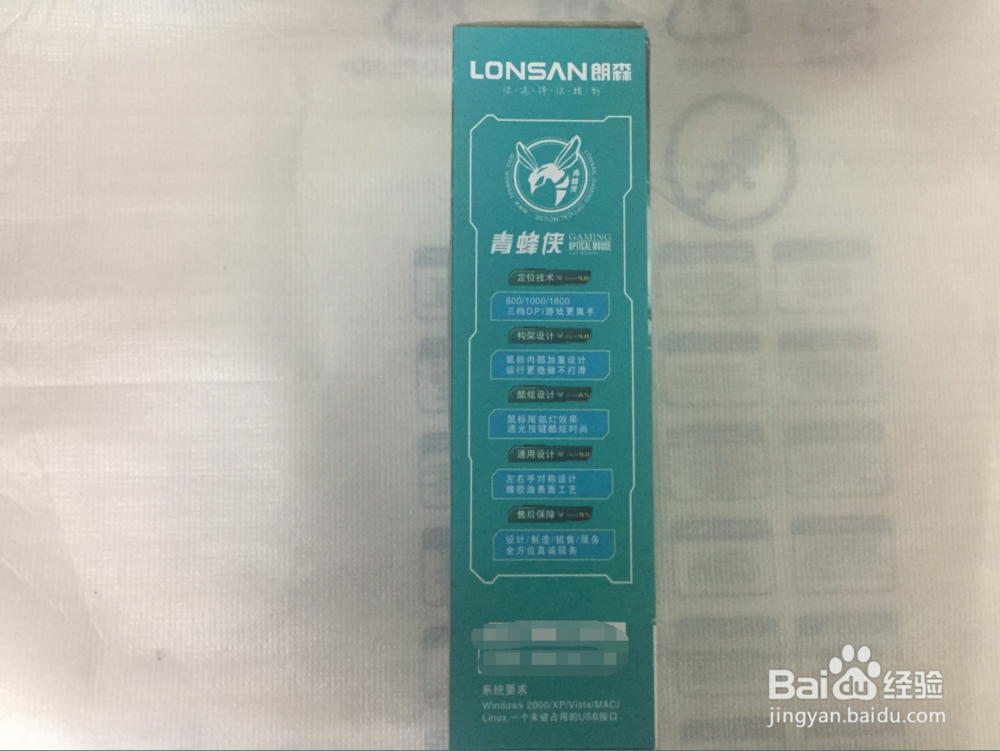 LONSAN朗森
青蜂侠
青蜂侠 GAMING
OPTICAL MOUSE
定位技术
600/1000/1600
三档DPI游戏更爽手
构架设计
鼠标内部加重设计
运行更稳健不打滑
酷炫设计
鼠标尾部灯效果
透光按键酷炫时尚
通用设计
左右手对称设计
橡胶油表面工艺
售后保障
设计/制造/销售/服务
全方位真诚服务
系统要求
Windows 2000/XP/Vista/MAC/
Linux,一个未被占用的USB接口
Baidu经验
jingyan.baidu.com